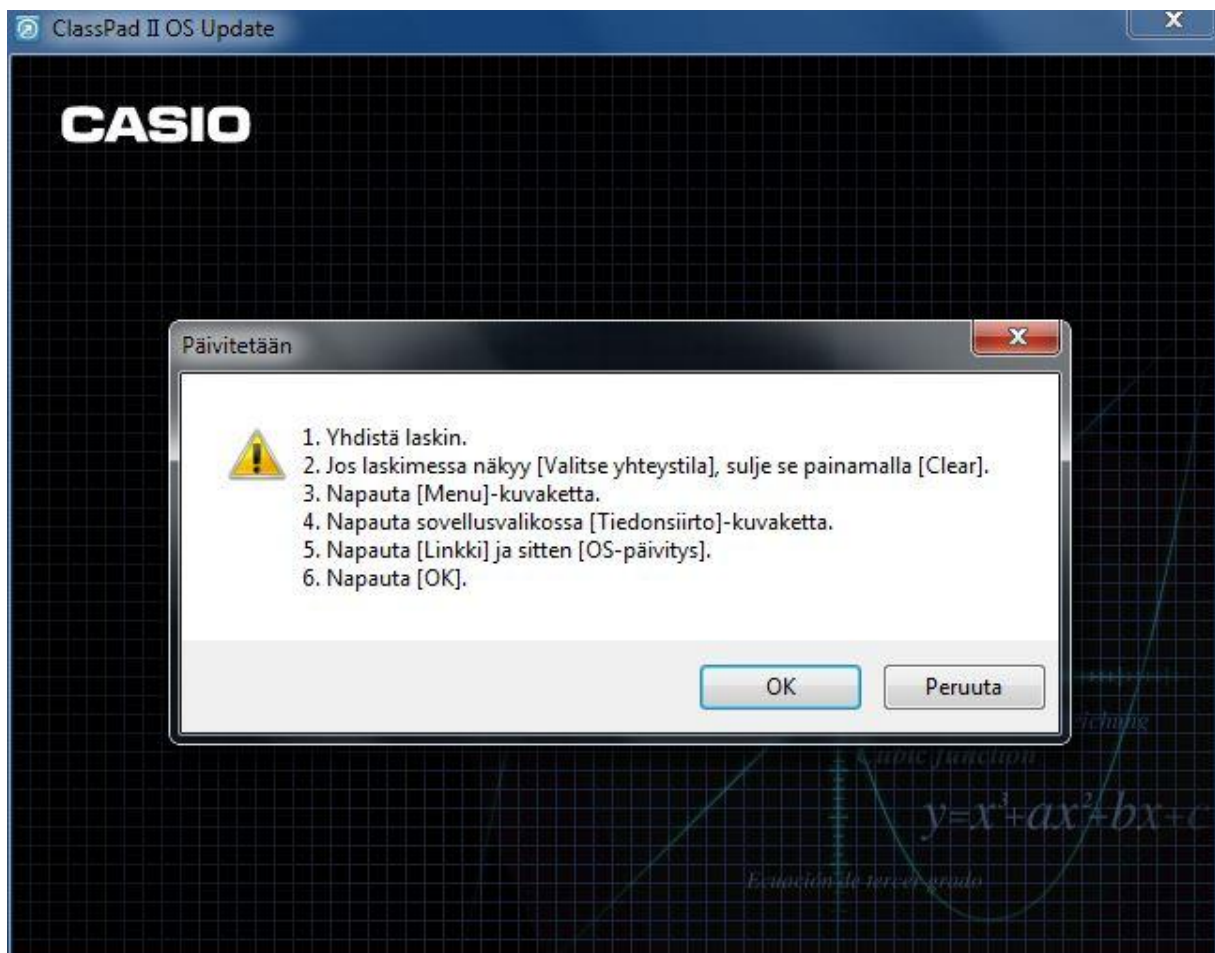 ClassPad II OS Update
CASIO
Päivitetään
1. Yhdistä laskin.
2. Jos laskimessa näkyy [Valitse yhteystila], sulje se painamalla [Clear].
3. Napauta [Menu]-kuvaketta.
4. Napauta sovellusvalikossa [Tiedonsiirto]-kuvaketta.
5. Napauta [Linkki] ja sitten [OS-päivitys].
6. Napauta [OK].
OK
Peruuta
Cubic function
y=x³+ax²+bx+c
Ecuación de tercer grado